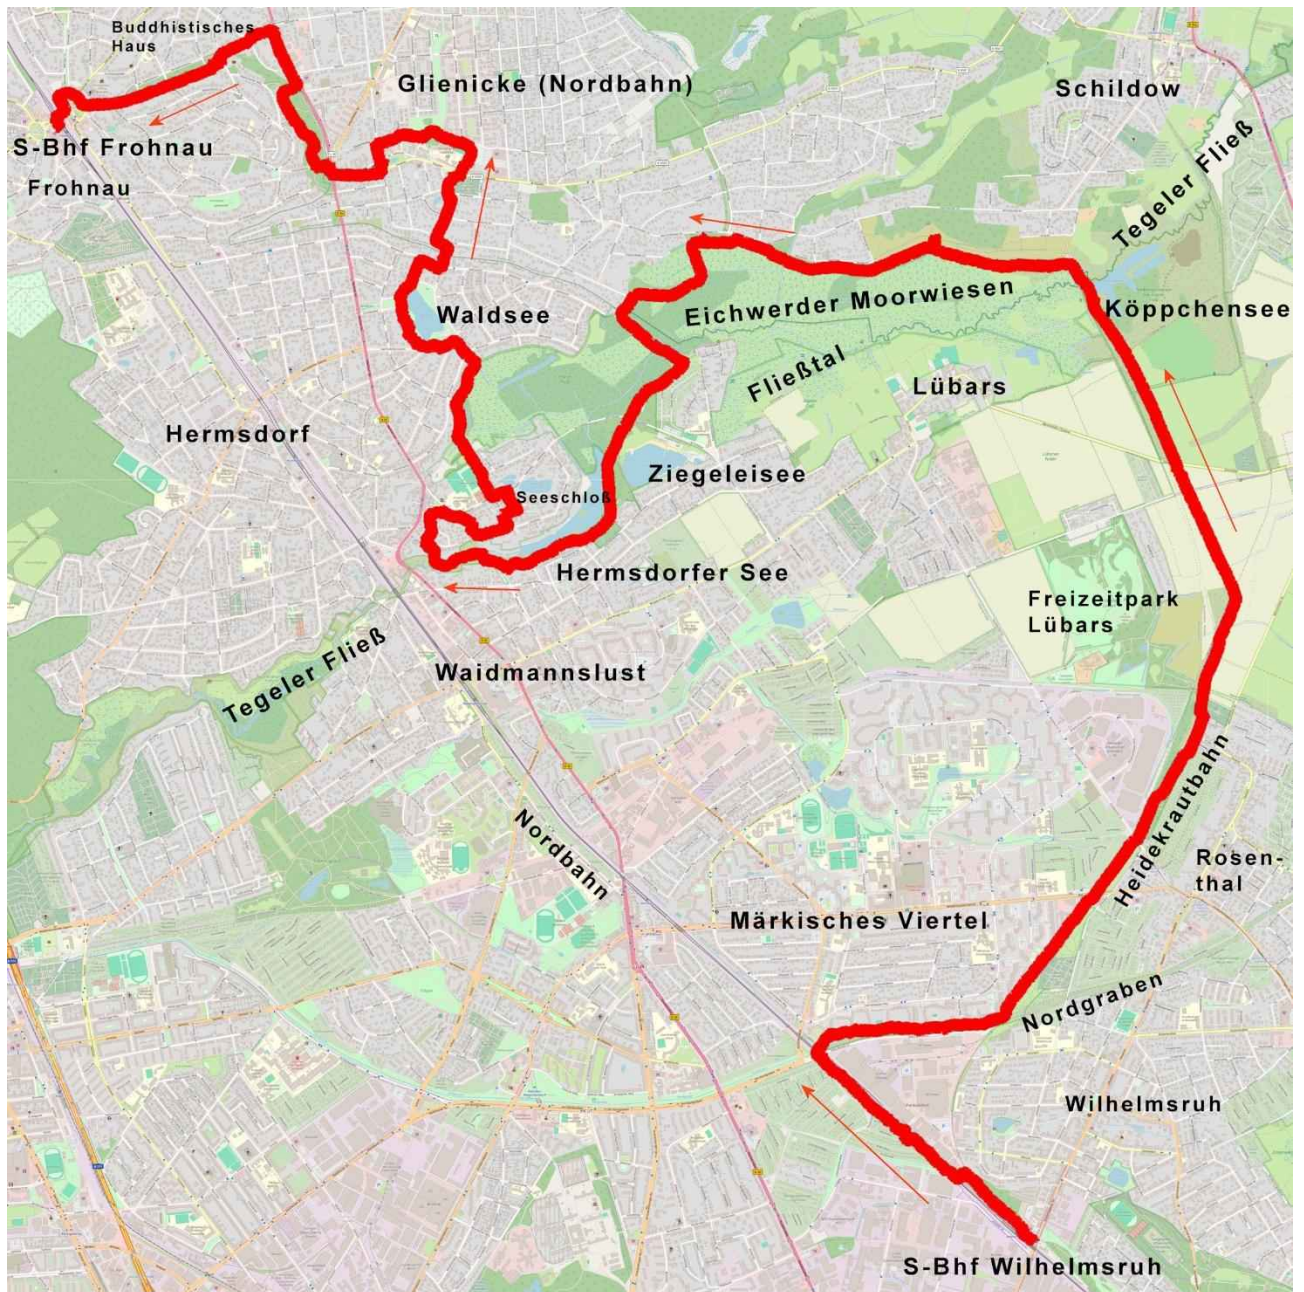 Buddhistisches
Haus
Glienicke (Nordbahn)
Schildow
S-Bhf Frohnau
Frohnau
Tegeler Fließ
Waldsee
Eichwerder Moorwiesen
Köppchensee
Fließtal
Lübars
Hermsdorf
Ziegeleisee
Seeschloß
Hermsdorfer See
Freizeitpark
Lübars
Tegeler Fließ
Waidmannslust
Heidekrautbahn
Nordbahn
Rosen-
thal
Märkisches Viertel
Nordgraben
Wilhelmsruh
S-Bhf Wilhelmsruh